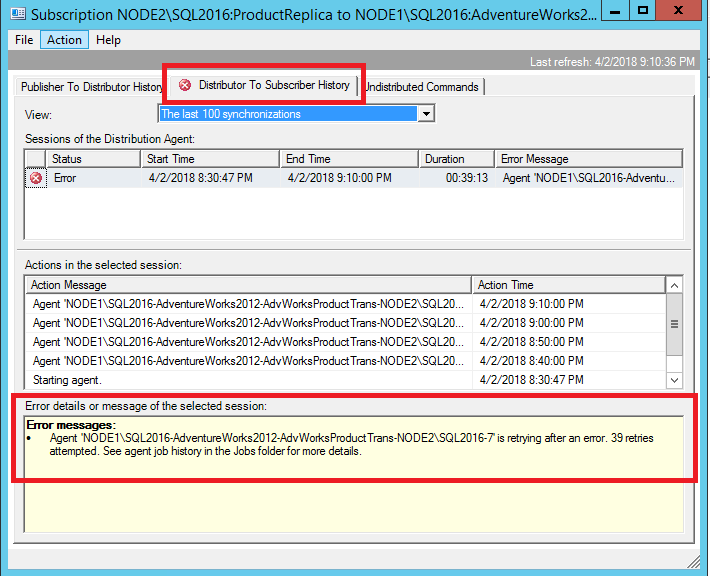 Subscription NODE2\SQL2016:ProductReplica to NODE1\SQL2016:AdventureWorks2...
File Action Help
Last refresh: 4/2/2018 9:10:36 PM
Publisher To Distributor History Distributor To Subscriber History Undistributed Commands
View: The last 100 synchronizations
Sessions of the Distribution Agent:
Status Start Time End Time Duration Error Message
Error 4/2/2018 8:30:47 PM 4/2/2018 9:10:00 PM 00:39:13 Agent 'NODE1\SQL2016-Adventu...
Actions in the selected session:
Action Message Action Time
Agent 'NODE1\SQL2016-AdventureWorks2012-AdvWorksProductTrans-NODE2\SQL20... 4/2/2018 9:10:00 PM
Agent 'NODE1\SQL2016-AdventureWorks2012-AdvWorksProductTrans-NODE2\SQL20... 4/2/2018 9:00:00 PM
Agent 'NODE1\SQL2016-AdventureWorks2012-AdvWorksProductTrans-NODE2\SQL20... 4/2/2018 8:50:00 PM
Agent 'NODE1\SQL2016-AdventureWorks2012-AdvWorksProductTrans-NODE2\SQL20... 4/2/2018 8:40:00 PM
Starting agent. 4/2/2018 8:30:47 PM
Error details or message of the selected session:
Error messages:
• Agent 'NODE1\SQL2016-AdventureWorks2012-AdvWorksProductTrans-NODE2\SQL2016-7' is retrying after an error. 39 retries
attempted. See agent job history in the Jobs folder for more details.